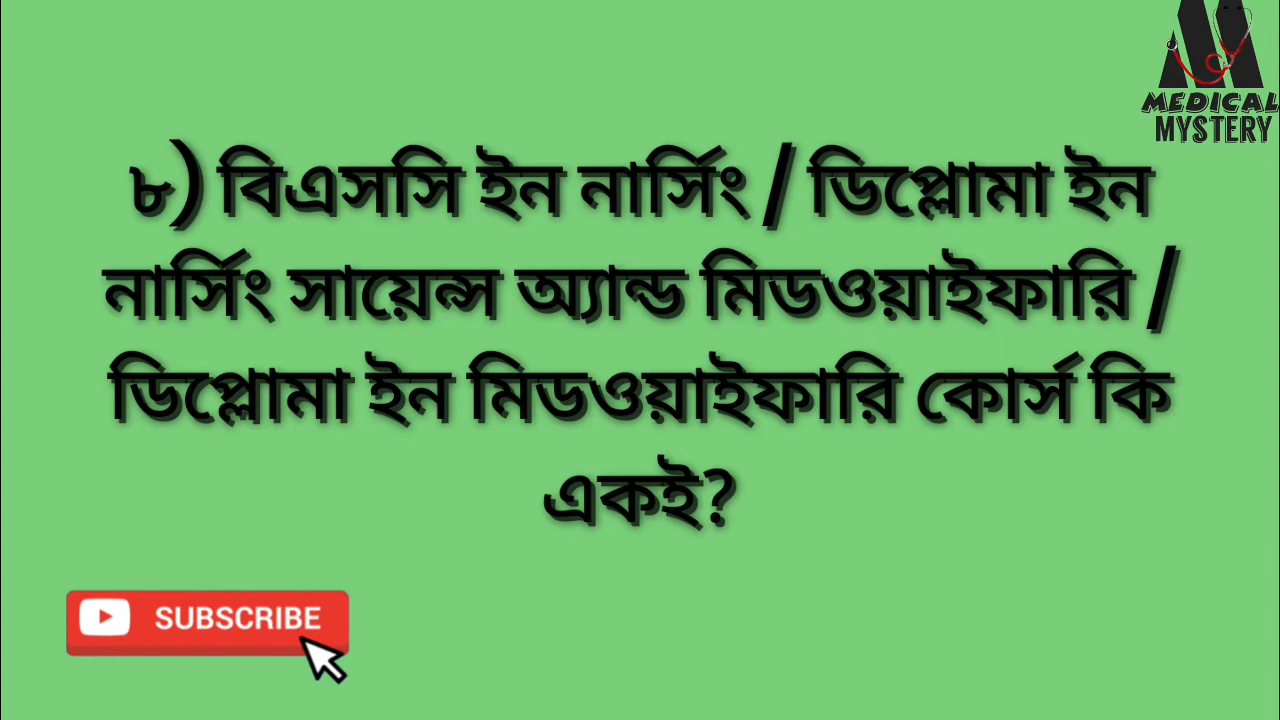 MEDICAL
MYSTERY
৮) বিএসসি ইন নার্সিং / ডিপ্লোমা ইন
নার্সিং সায়েন্স অ্যান্ড মিডওয়াইফারি /
ডিপ্লোমা ইন মিডওয়াইফারি কোর্স কি
একই?
SUBSCRIBE